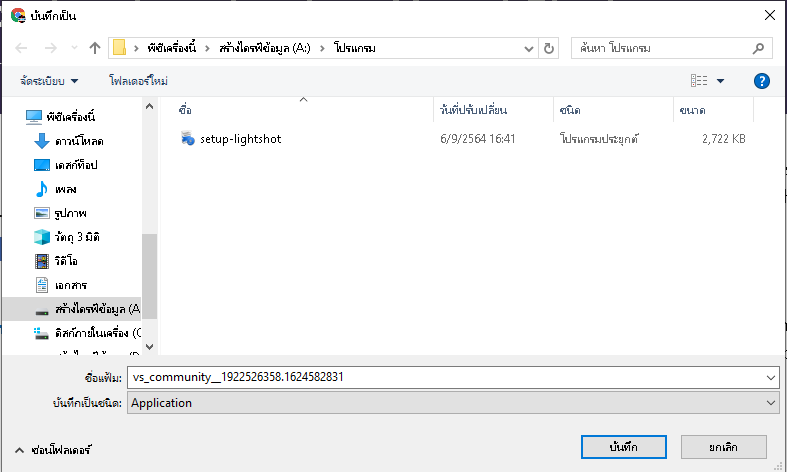 บันทึกเป็น
พีซีเครื่องนี้ › สร้างไดรฟ์ข้อมูล (A:) › โปรแกรม
ค้นหา โปรแกรม
จัดระเบียบ
โฟลเดอร์ใหม่
?
ชื่อ วันที่ปรับเปลี่ยน ชนิด ขนาด
setup-lightshot 6/9/2564 16:41 โปรแกรมประยุกต์ 2,722 KB
พีซีเครื่องนี้
ดาวน์โหลด
เดสก์ท็อป
เพลง
รูปภาพ
วัตถุ 3 มิติ
วิดีโอ
เอกสาร
สร้างไดรฟ์ข้อมูล (A
ดิสก์ภายในเครื่อง (C
ชื่อแฟ้ม: vs_community__1922526358.1624582831
บันทึกเป็นชนิด: Application
ซ่อนโฟลเดอร์
บันทึก
ยกเลิก